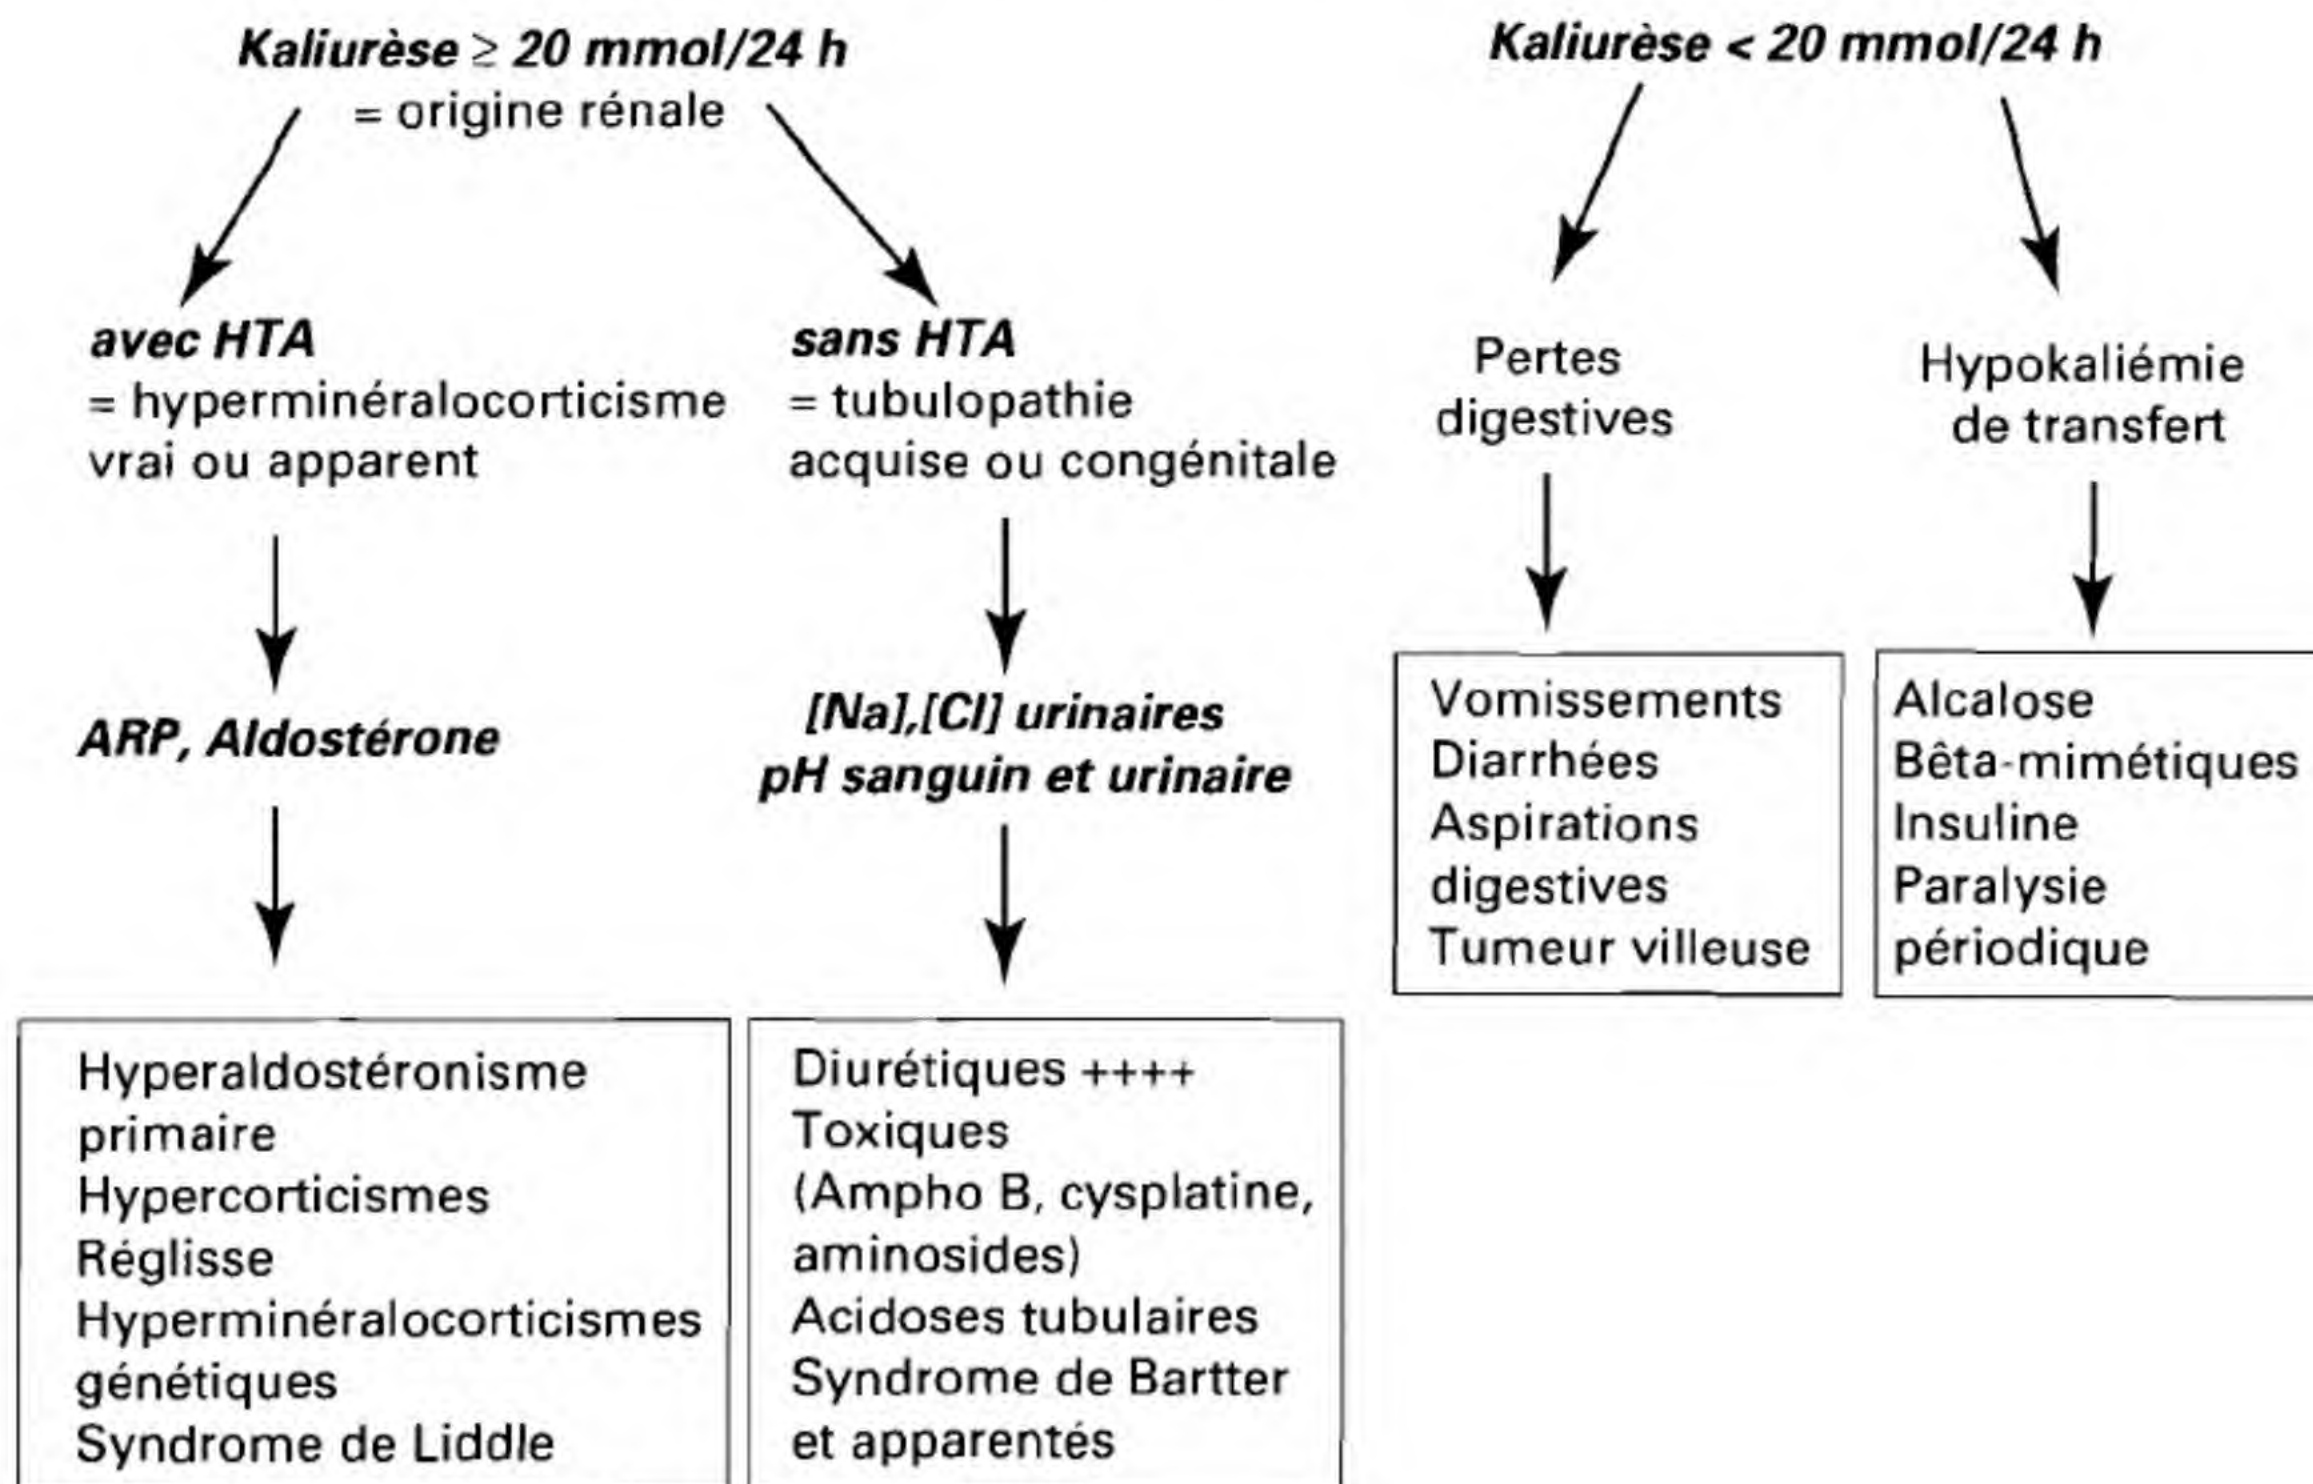 Kaliurèse ≥ 20 mmol/24 h
= origine rénale
avec HTA
= hyperminéralocorticisme
vrai ou apparent
ARP, Aldostérone
Hyperaldostéronisme
primaire
Hypercorticismes
Réglisse
Hyperminéralocorticismes
génétiques
Syndrome de Liddle
sans HTA
= tubulopathie
acquise ou congénitale
[Na],[Cl] urinaires
pH sanguin et urinaire
Diurétiques ++++
Toxiques
(Ampho B, cysplatine,
aminosides)
Acidoses tubulaires
Syndrome de Bartter
et apparentés
Kaliurèse < 20 mmol/24 h
Pertes
digestives
Vomissements
Diarrhées
Aspirations
digestives
Tumeur villeuse
Hypokaliémie
de transfert
Alcalose
Bêta-mimétiques
Insuline
Paralysie
périodique